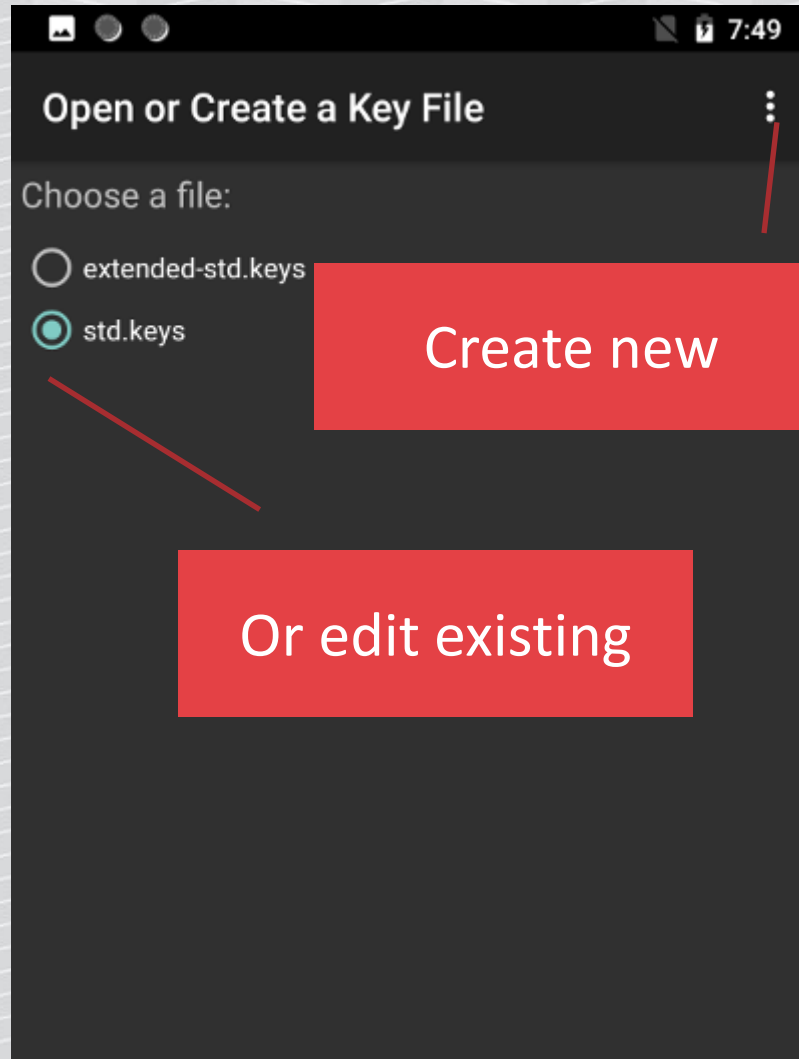 7:49
Open or Create a Key File
Choose a file:
extended-std.keys
std.keys
Create new
Or edit existing